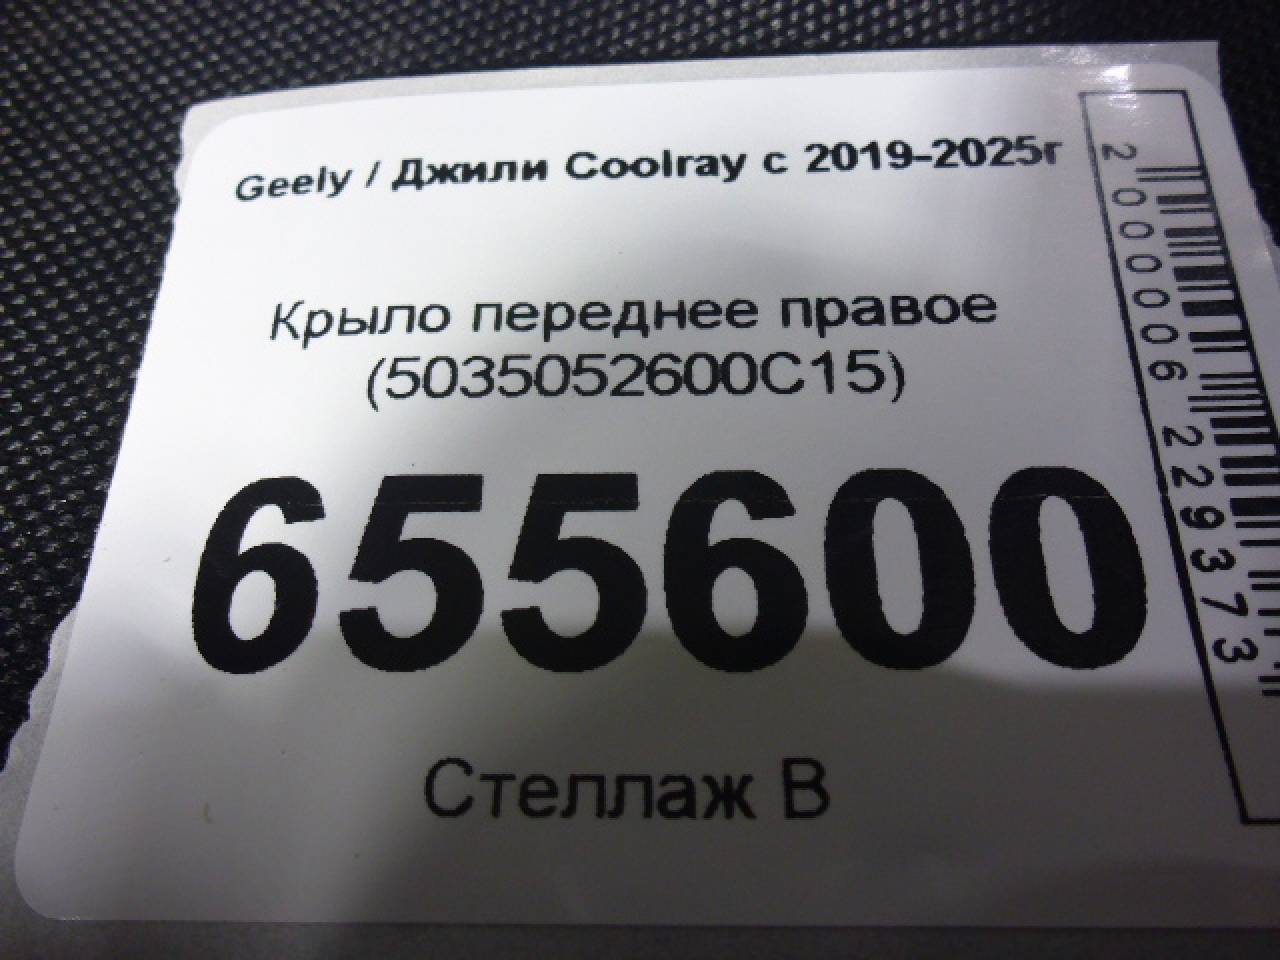 Geely / Джили Coolray с 2019-2025г
Крыло переднее правое
(5035052600C15)
655600
Стеллаж В
2000006229373